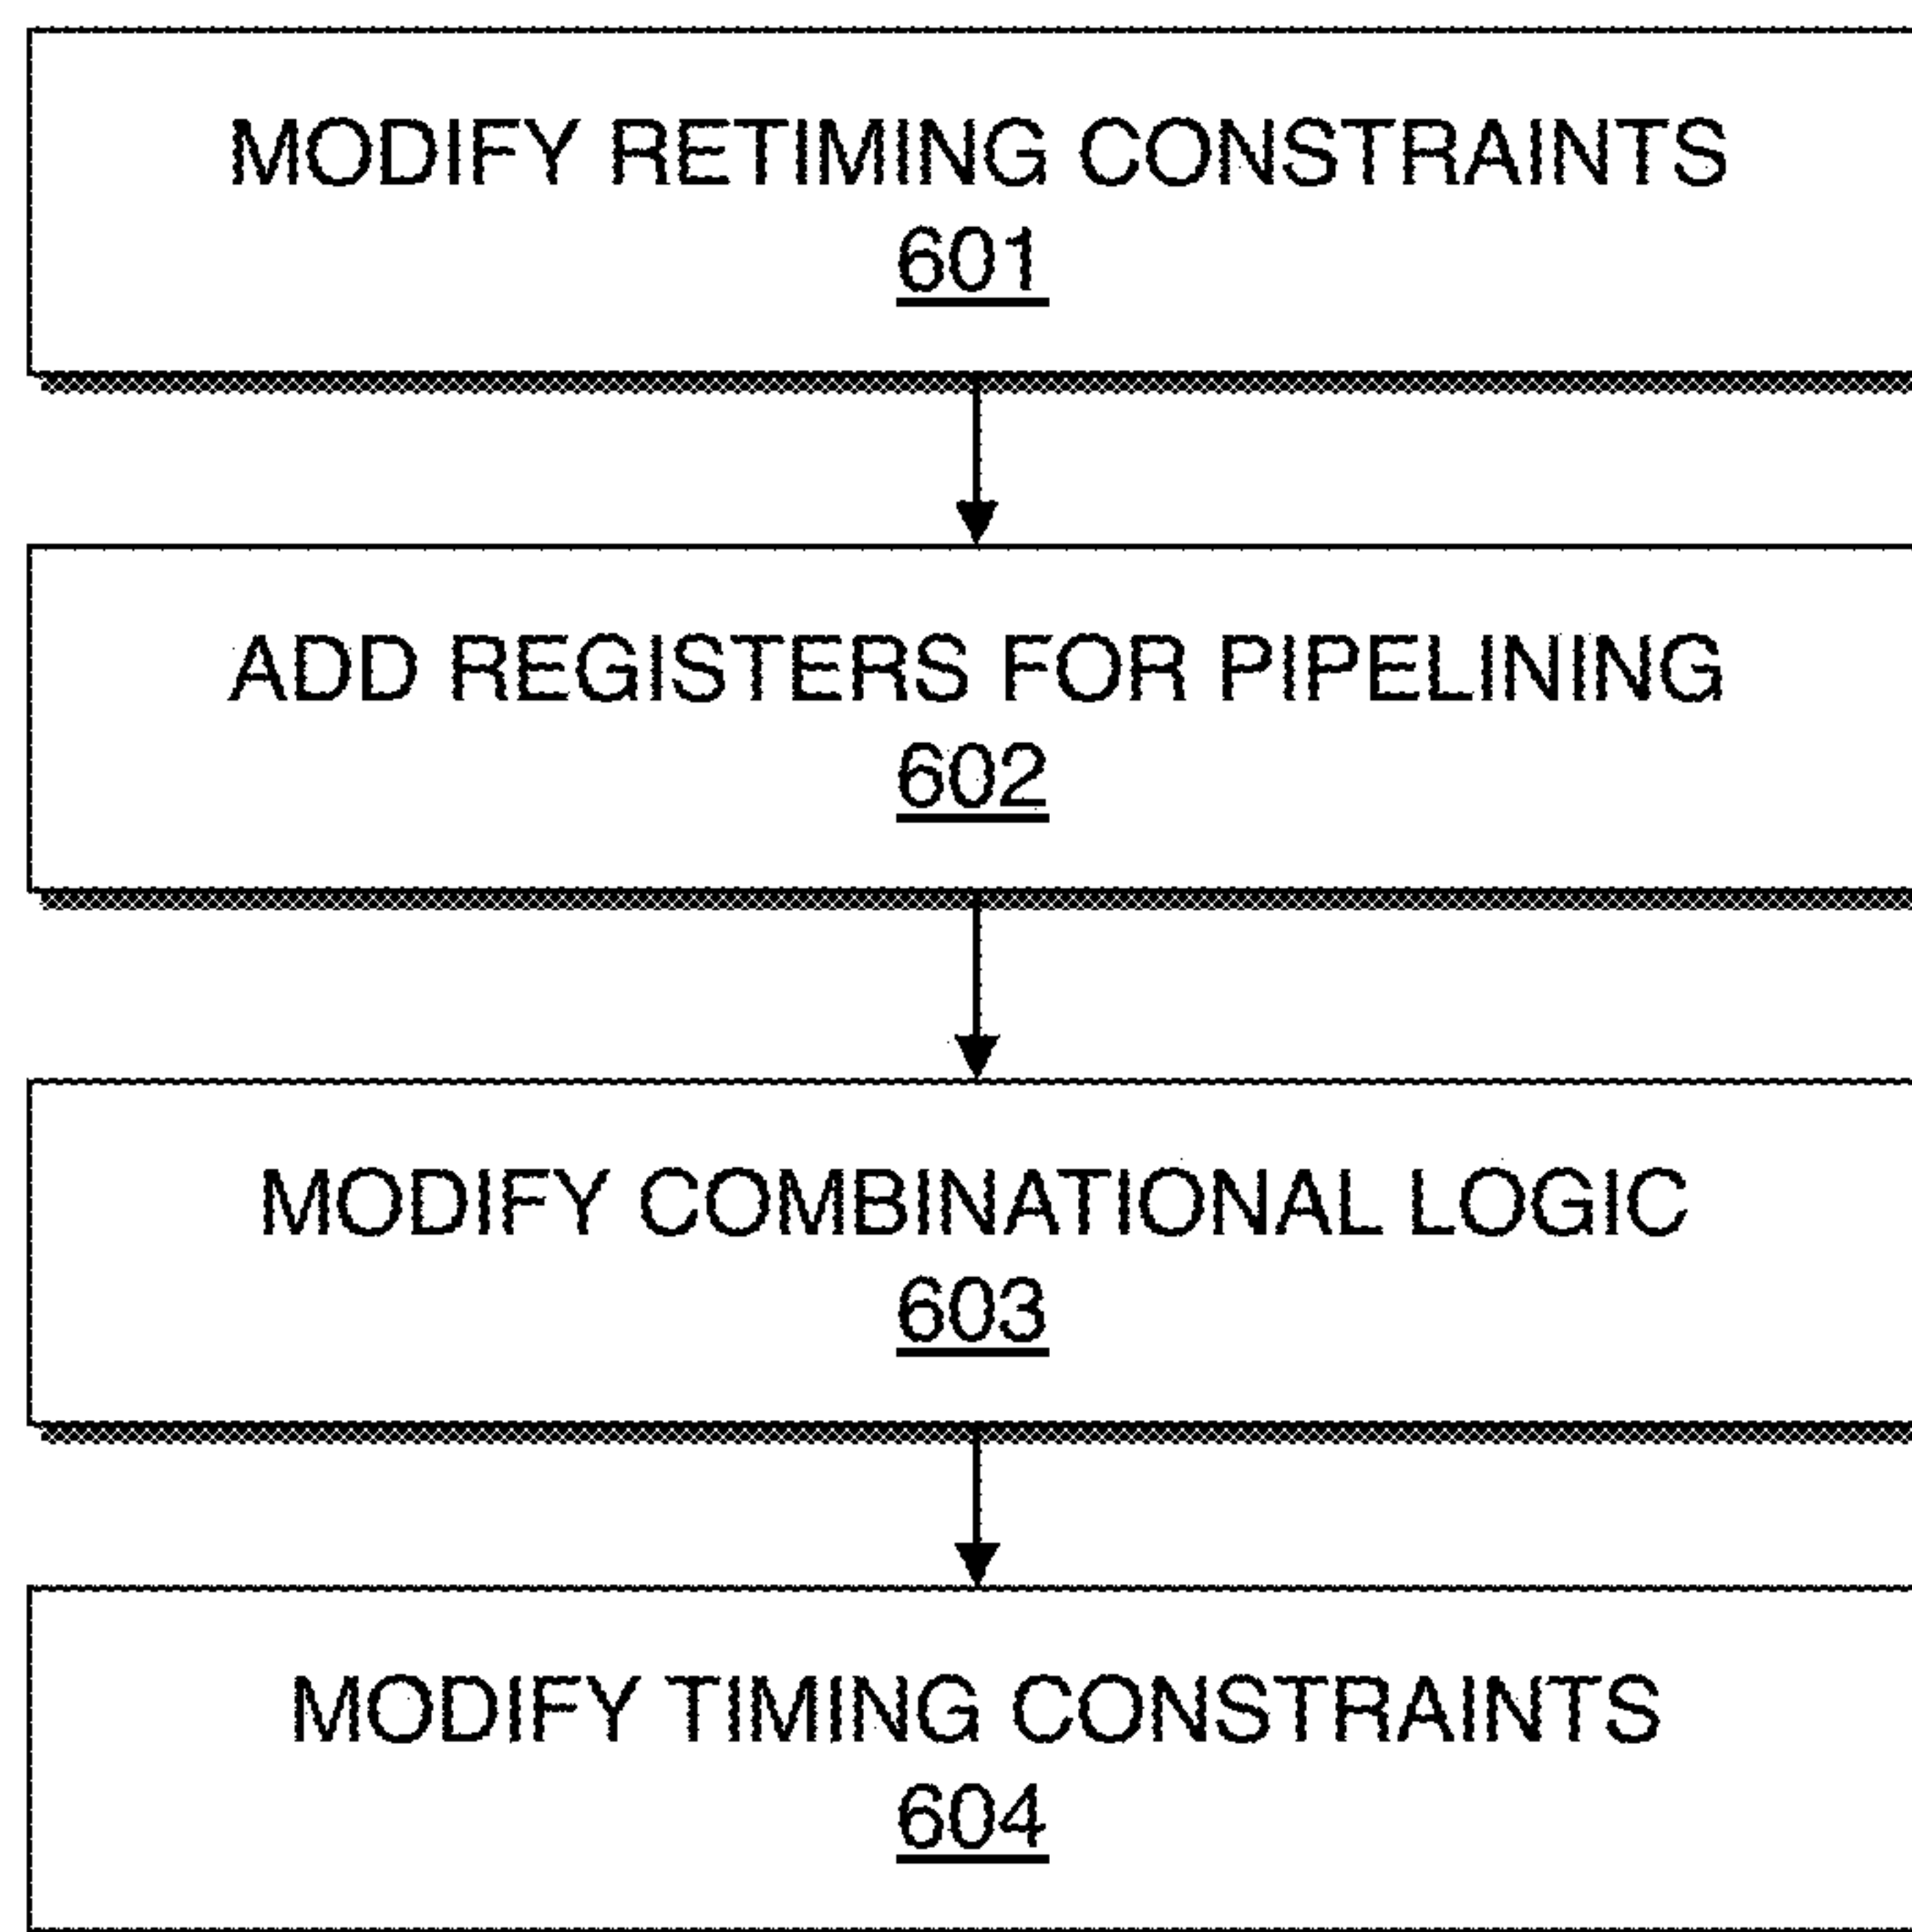 MODIFY RETIMING CONSTRAINTS
601
ADD REGISTERS FOR PIPELINING
602
MODIFY COMBINATIONAL LOGIC
603
MODIFY TIMING CONSTRAINTS
604